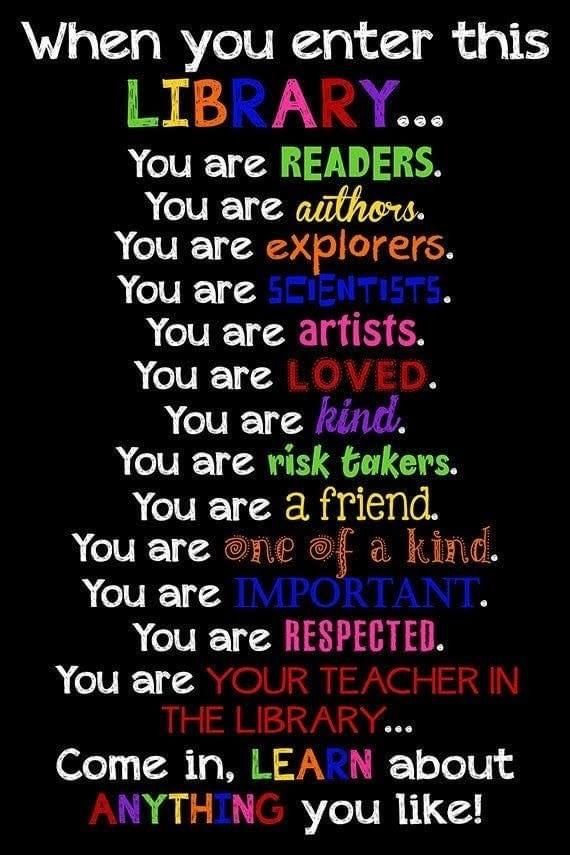 When you enter this
LIBRARY...
You are READERS.
You are authors.
You are explorers.
You are SCIENTISTS.
You are artists.
You are LOVED.
You are kind.
You are risk takers.
You are a friend.
You are one of a kind.
You are IMPORTANT.
You are RESPECTED.
You are YOUR TEACHER IN
THE LIBRARY...
Come in, LEARN about
ANYTHING you like!